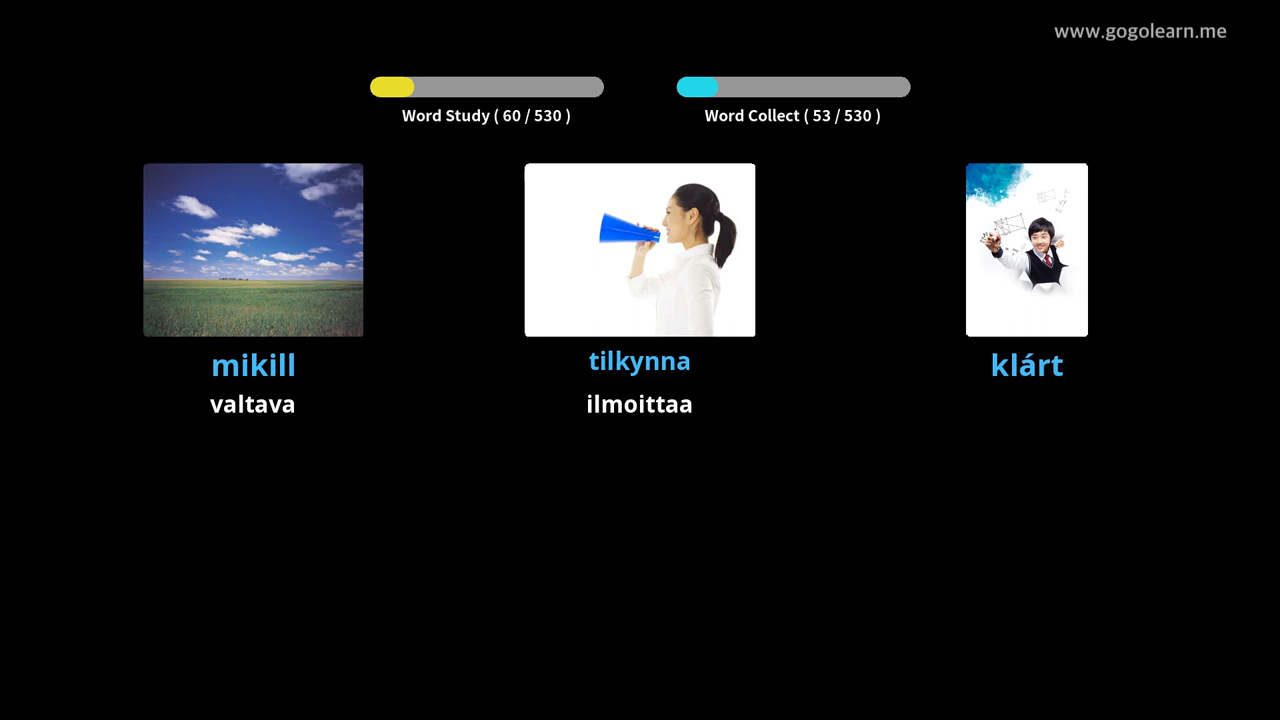 www.gogolearn.me
Word Study ( 60 / 530 )
Word Collect ( 53 / 530 )
mikill
tilkynna
klárt
valtava
ilmoittaa